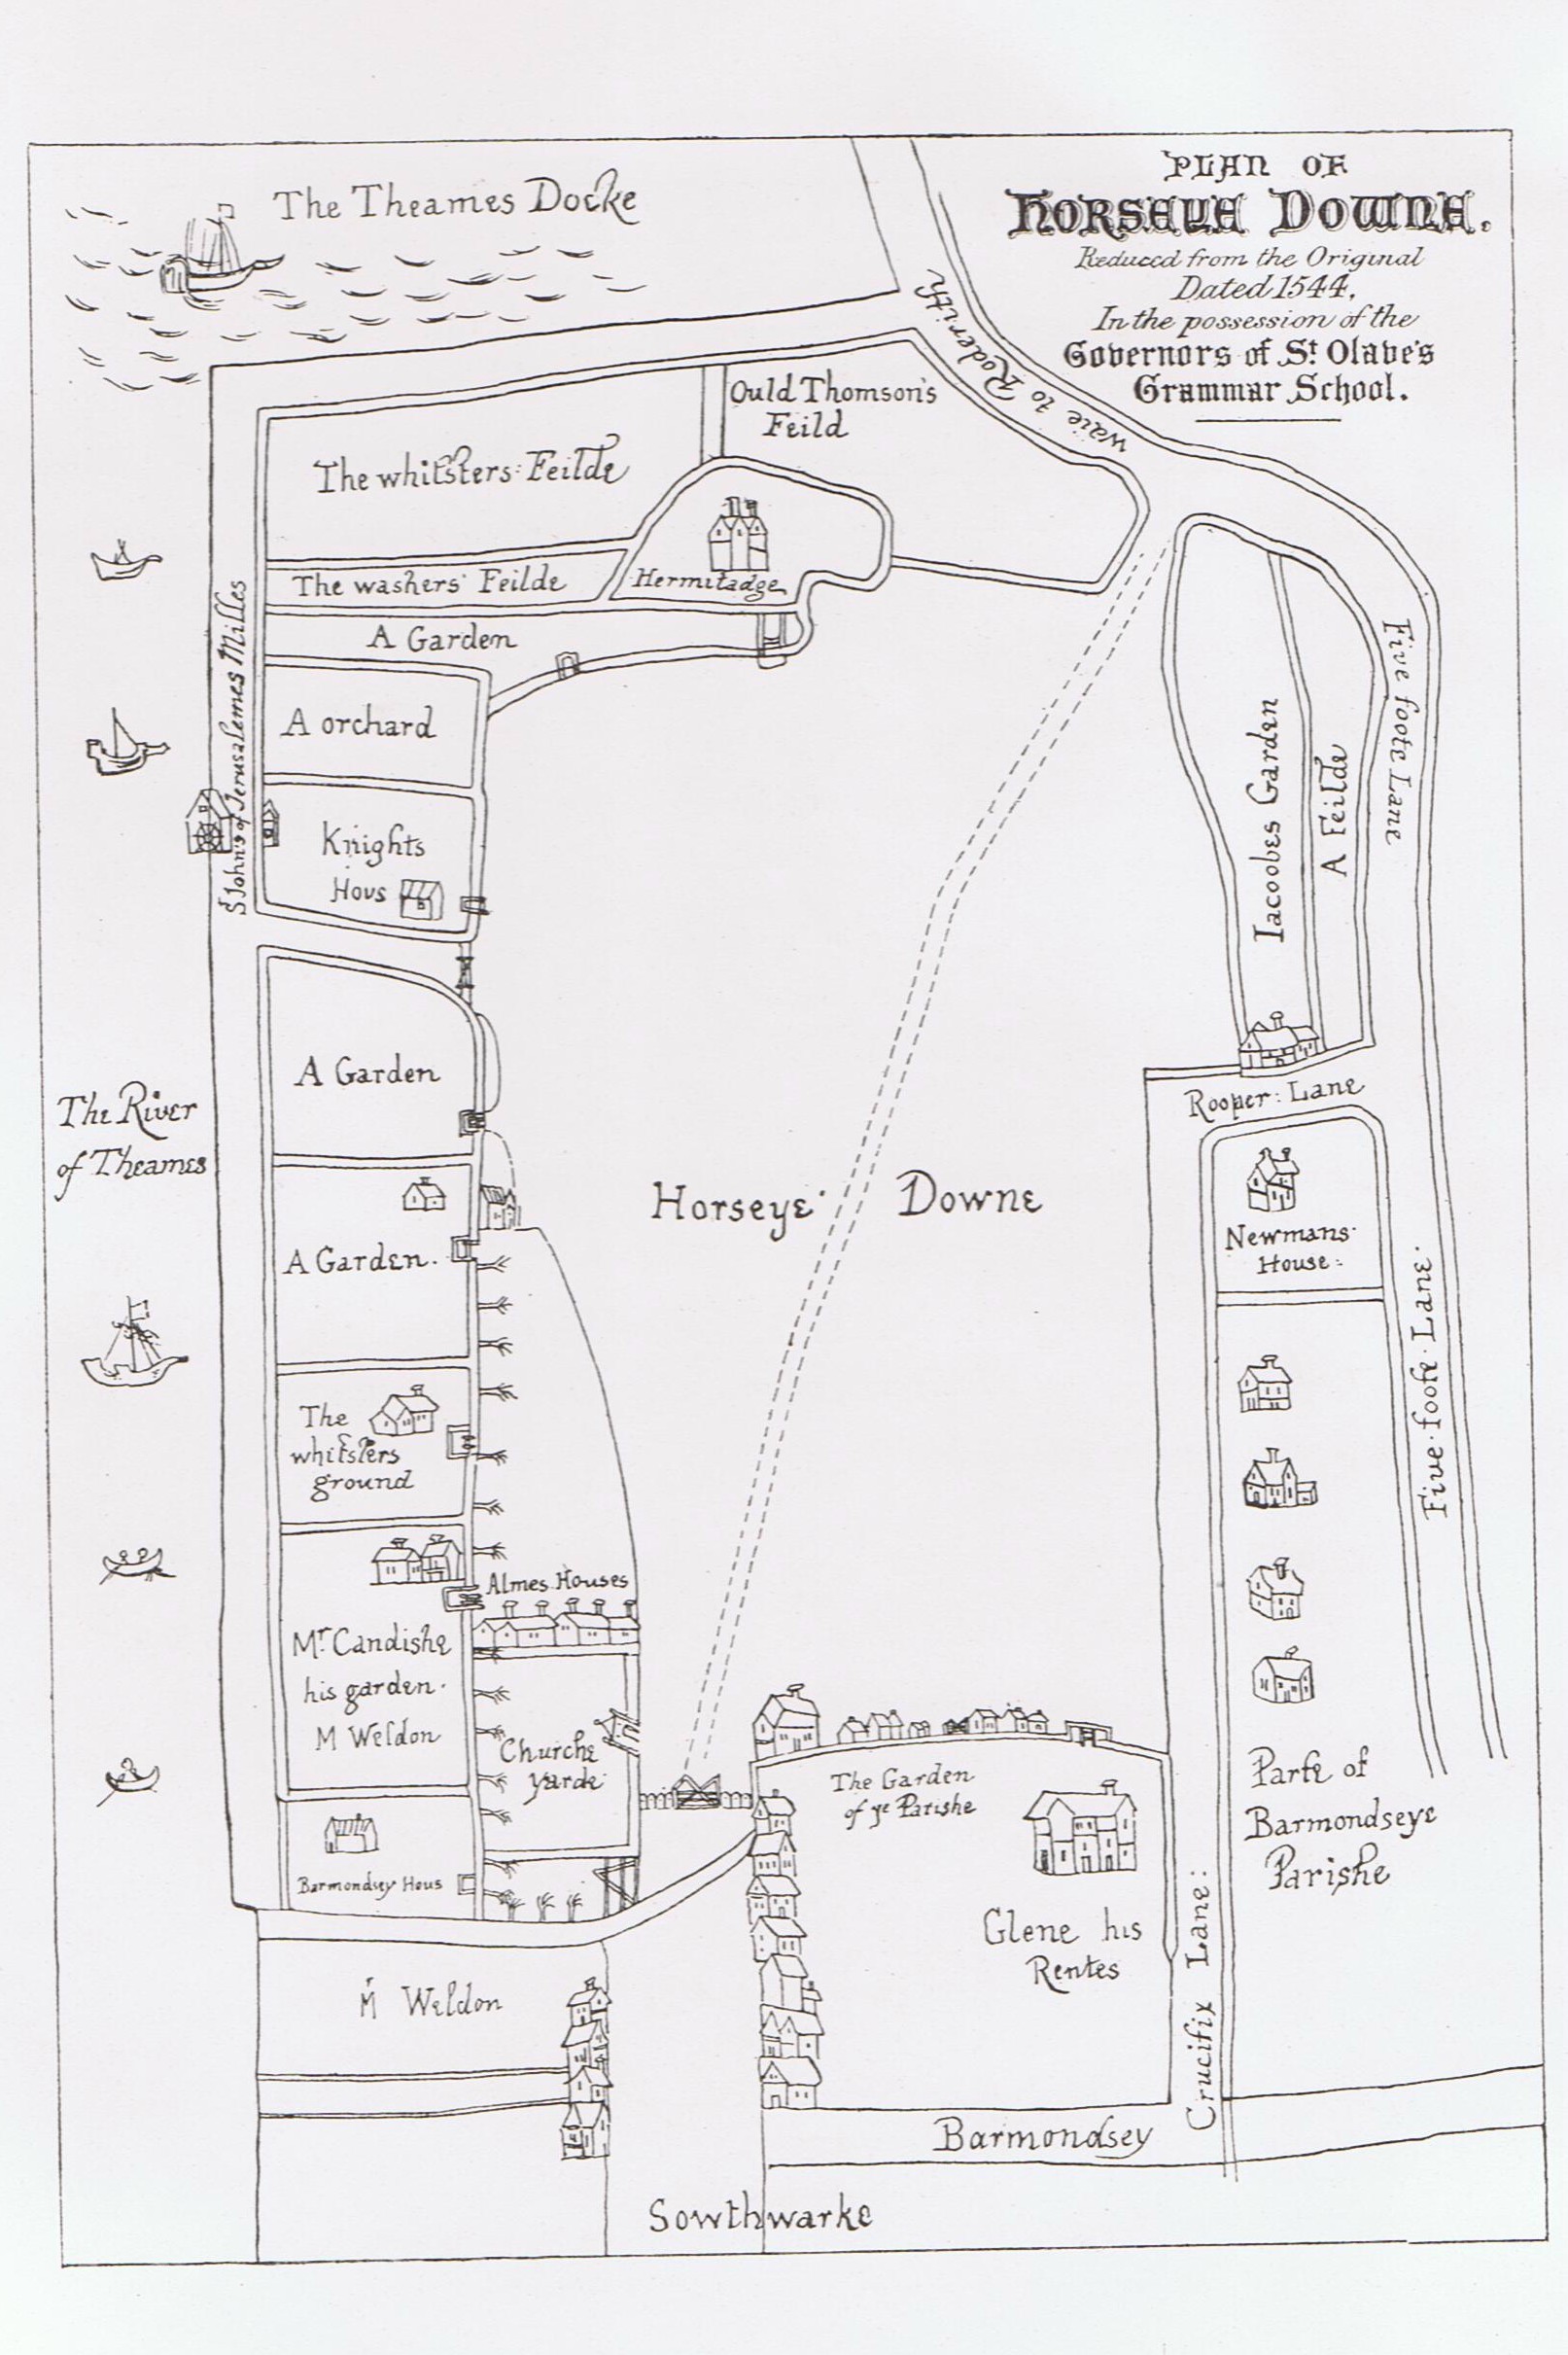 PLAN OF
HORSEYE DOWNE.
Reduced from the Original
Dated 1544,
In the possession of the
Governors of St Olave's
Grammar School.
The Theames Docke
waie to Roderith
Ould Thomson's
Feild
The whitsters: Feilde
The washers Feilde
Hermitadge
A Garden
A orchard
St John's of Jerusalemes Milles
Knights
Hous
Five foote Lane
Iacoobes Garden
A Feilde
A Garden
The River
of Theames
Rooper: Lane
Horseye Downe
A Garden.
Newmans
House:
Five foote Lane.
The
whitsters
ground
Almes Houses
Mr. Candishe
his garden.
M Weldon
Churche
yarde
The Garden
of ye Parishe
Parte of
Barmondseye
Parishe
Barmondsey Hous
Glene his
Rentes
Crucifix Lane:
M Weldon
Barmondsey
Sowthwarke